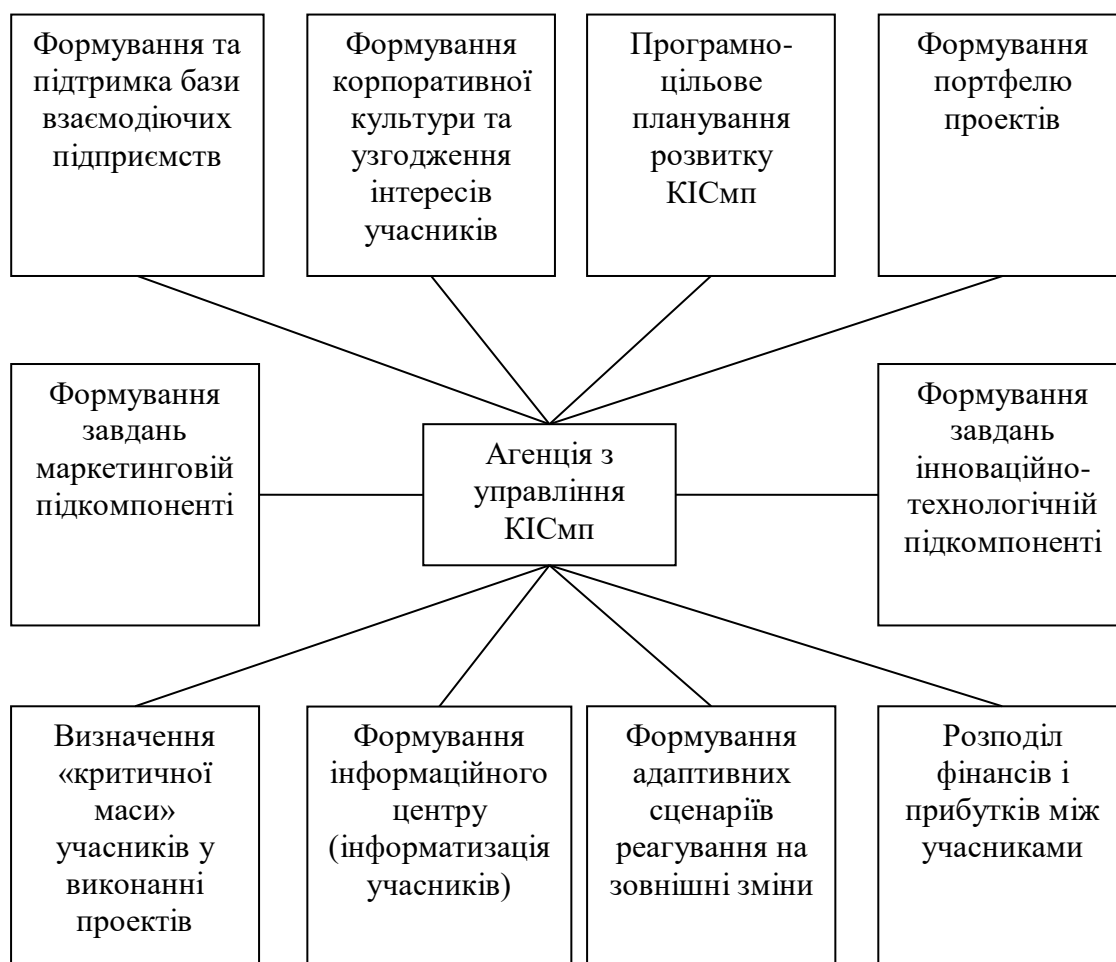 Формування та
підтримка бази
взаємодіючих
підприємств
Формування
корпоративної
культури та
узгодження
інтересів
учасників
Програмно-
цільове
планування
розвитку
КІСмп
Формування
портфелю
проектів
Формування
завдань
маркетинговій
підкомпоненті
Агенція з
управління
КІСмп
Формування
завдань
інноваційно-
технологічній
підкомпоненті
Визначення
«критичної
маси»
учасників у
виконанні
проектів
Формування
інформаційного
центру
(інформатизація
учасників)
Формування
адаптивних
сценаріїв
реагування на
зовнішні зміни
Розподіл
фінансів і
прибутків між
учасниками